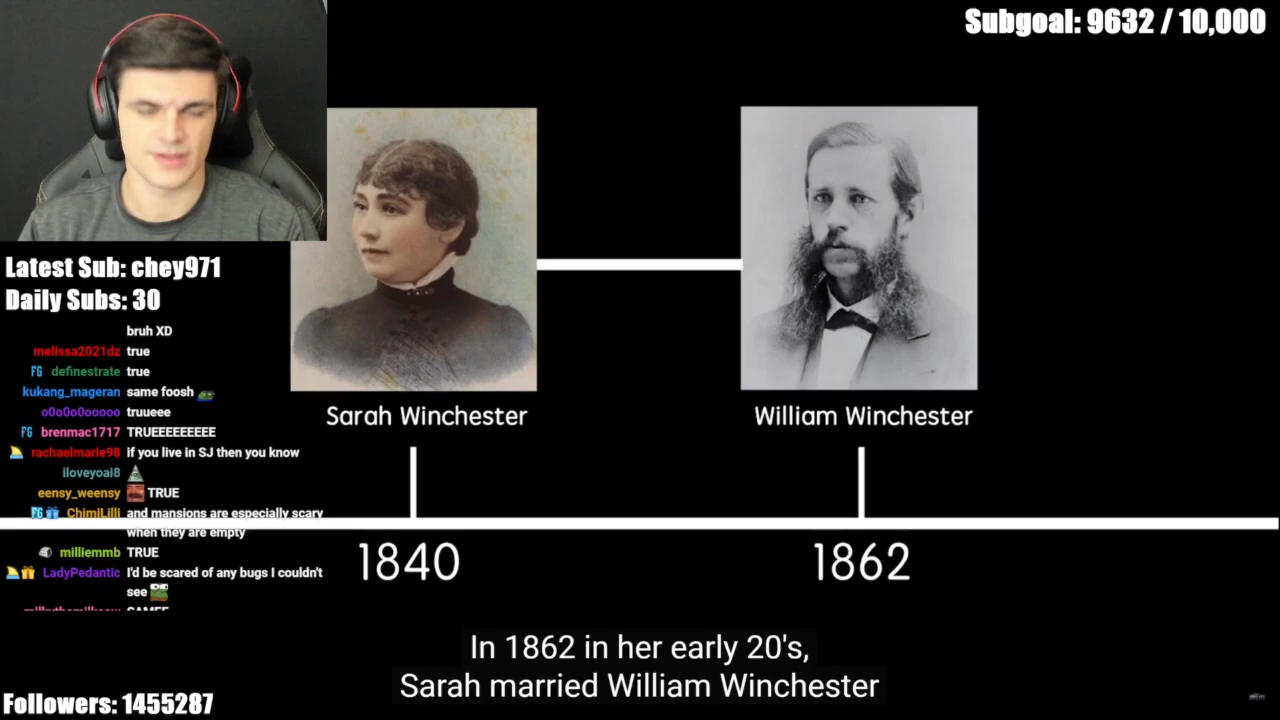 Subgoal: 9632 / 10,000
Latest Sub: chey971
Daily Subs: 30
bruh XD
melissa2021dz true
FG definestrate true
kukang_mageran same foosh
o0o0o0ooooo truueee
FG brenmac1717 TRUEEEEEEEEE
rachaelmarie98 if you live in SJ then you know
iloveyoai8
eensy_weensy TRUE
FG ChimiLilli and mansions are especially scary
when they are empty
milliemmb TRUE
LadyPedantic I'd be scared of any bugs I couldn't
see
Sarah Winchester
William Winchester
1840
1862
In 1862 in her early 20's,
Sarah married William Winchester
Followers: 1455287